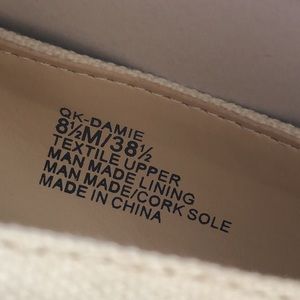 QK-DAMIE
8½M/38½
TEXTILE UPPER
MAN MADE LINING
MAN MADE/CORK SOLE
MADE IN CHINA